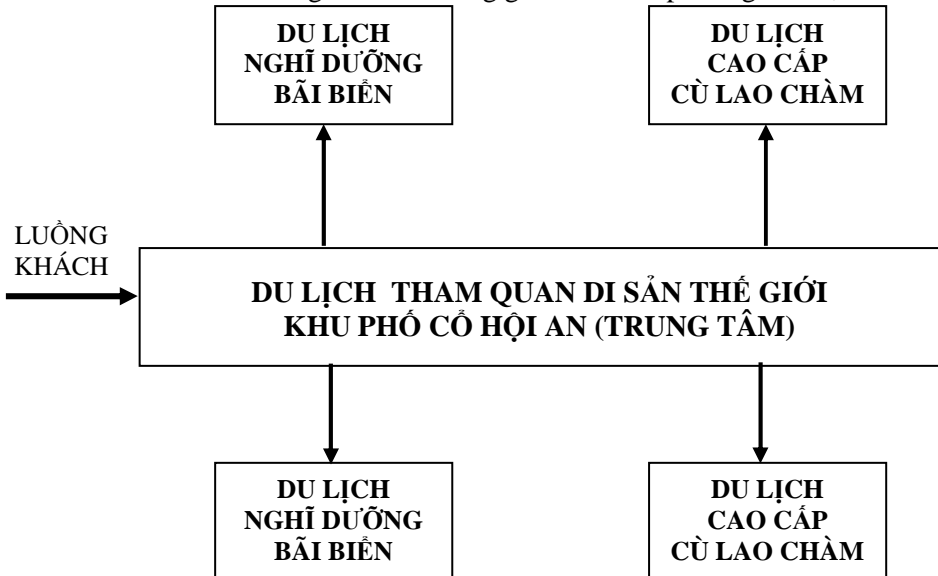 DU LỊCH
NGHĨ DƯỠNG
BÃI BIỂN
DU LỊCH
CAO CẤP
CÙ LAO CHÀM
LUỒNG
KHÁCH
DU LỊCH THAM QUAN DI SẢN THẾ GIỚI
KHU PHỐ CỔ HỘI AN (TRUNG TÂM)
DU LỊCH
NGHĨ DƯỠNG
BÃI BIỂN
DU LỊCH
CAO CẤP
CÙ LAO CHÀM